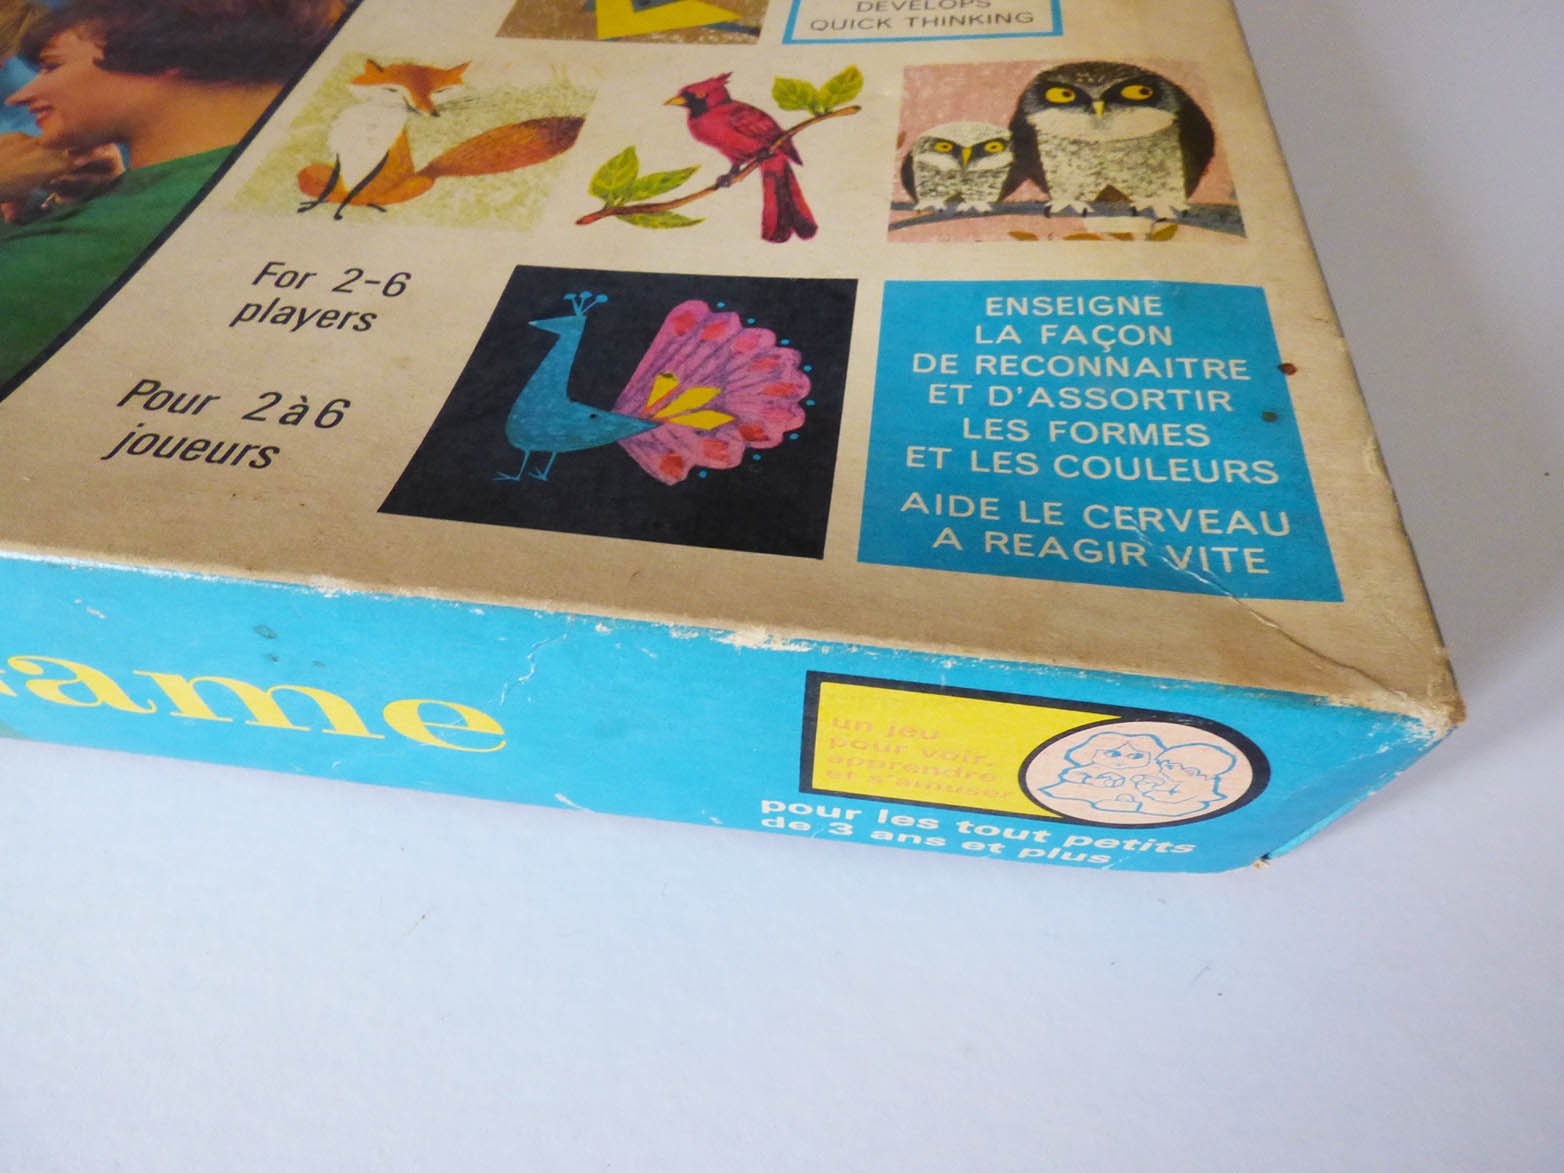 DEVELOPS
QUICK THINKING
For 2-6
players
Pour 2 à 6
joueurs
ENSEIGNE
LA FAÇON
DE RECONNAITRE
ET D'ASSORTIR
LES FORMES
ET LES COULEURS
AIDE LE CERVEAU
A REAGIR VITE
ame
un jeu
pour voir,
apprendre
et s'amuser
pour les tout petits
de 3 ans et plus